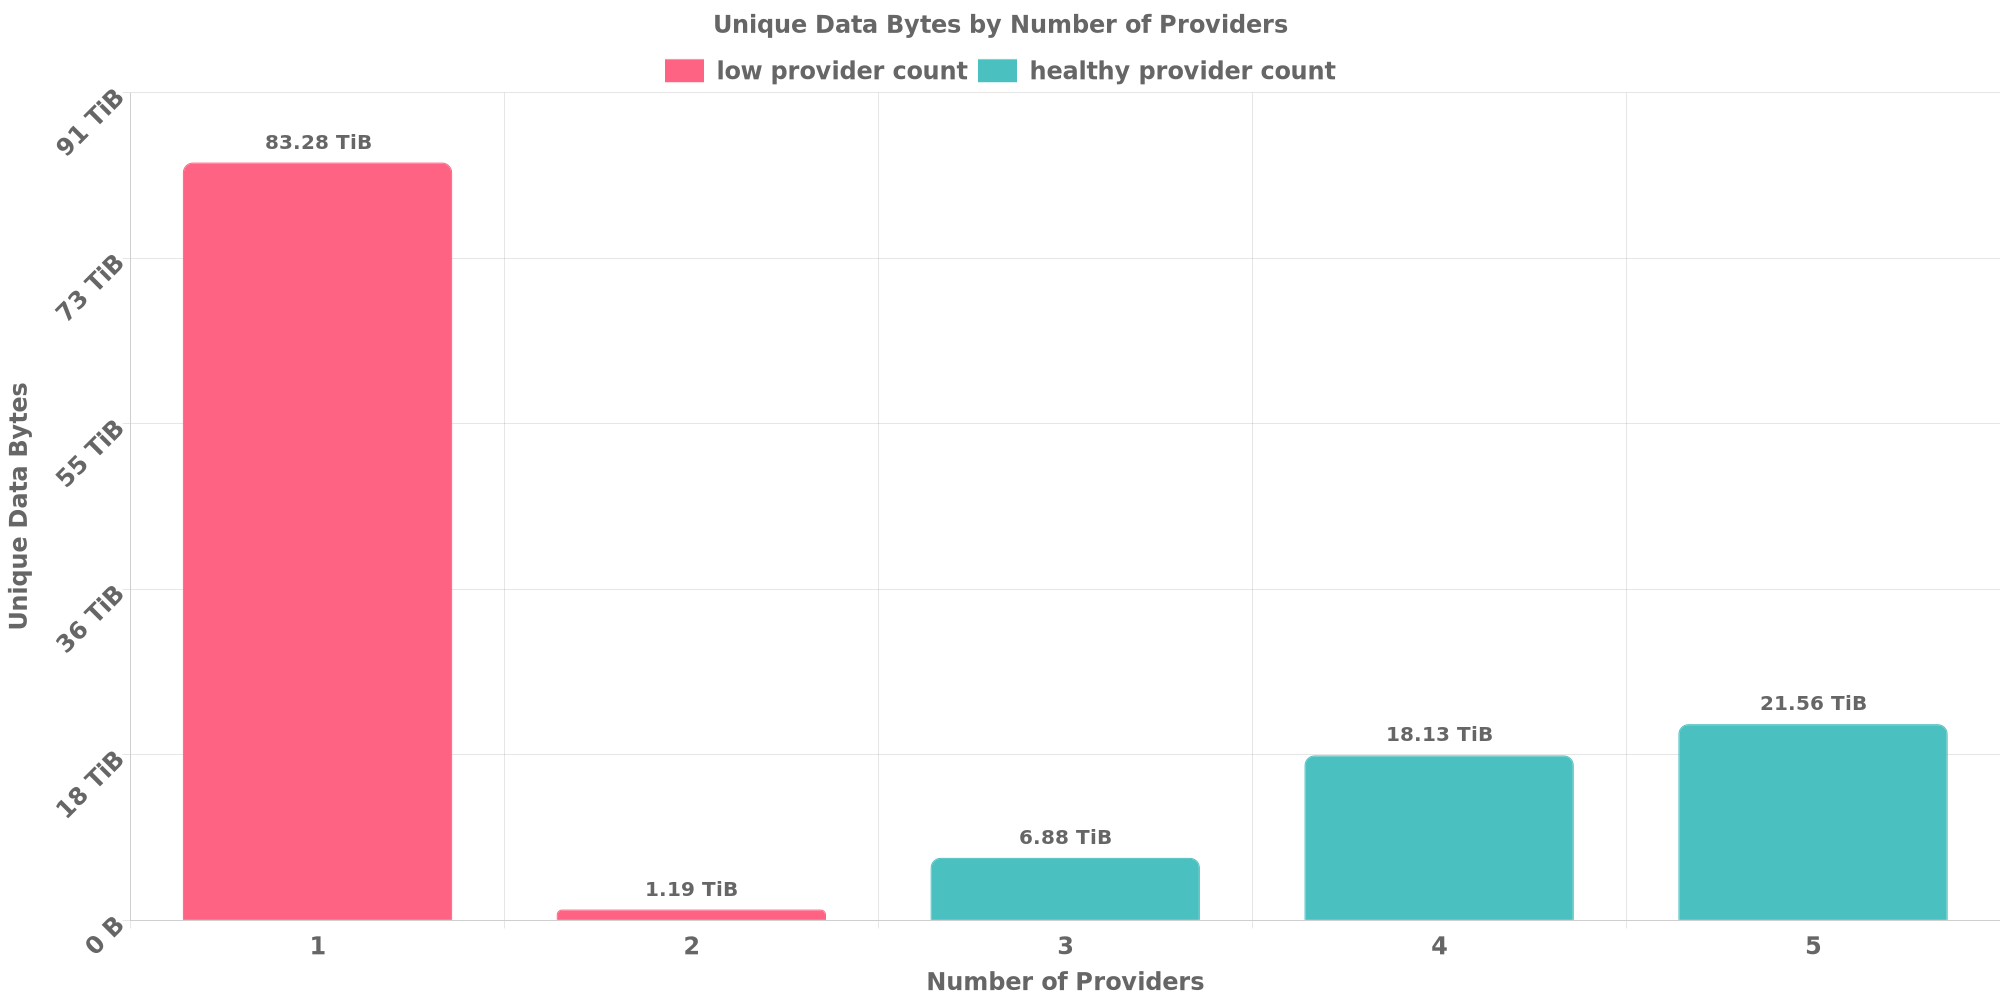 Unique Data Bytes by Number of Providers
low provider count healthy provider count
91 TiB
73 TiB
55 TiB
36 TiB
18 TiB
0 B
Unique Data Bytes
83.28 TiB
1.19 TiB
6.88 TiB
18.13 TiB
21.56 TiB
1 2 3 4 5
Number of Providers